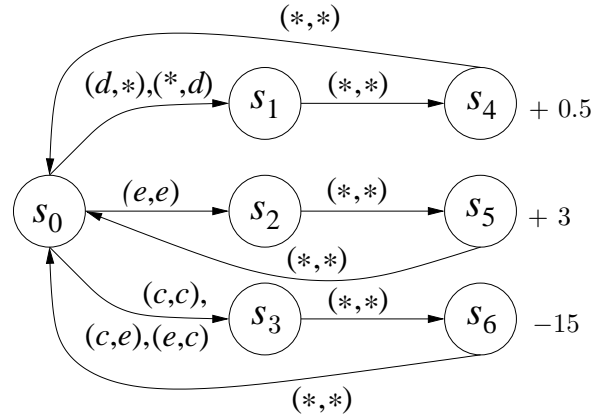 (*,*)
(d,*),(*,d) s₁ (*,*) s₄ + 0.5
s₀ (e,e) s₂ (*,*) s₅ + 3
(*,*)
(c,c), s₃ (*,*) s₆ −15
(c,e),(e,c)
(*,*)